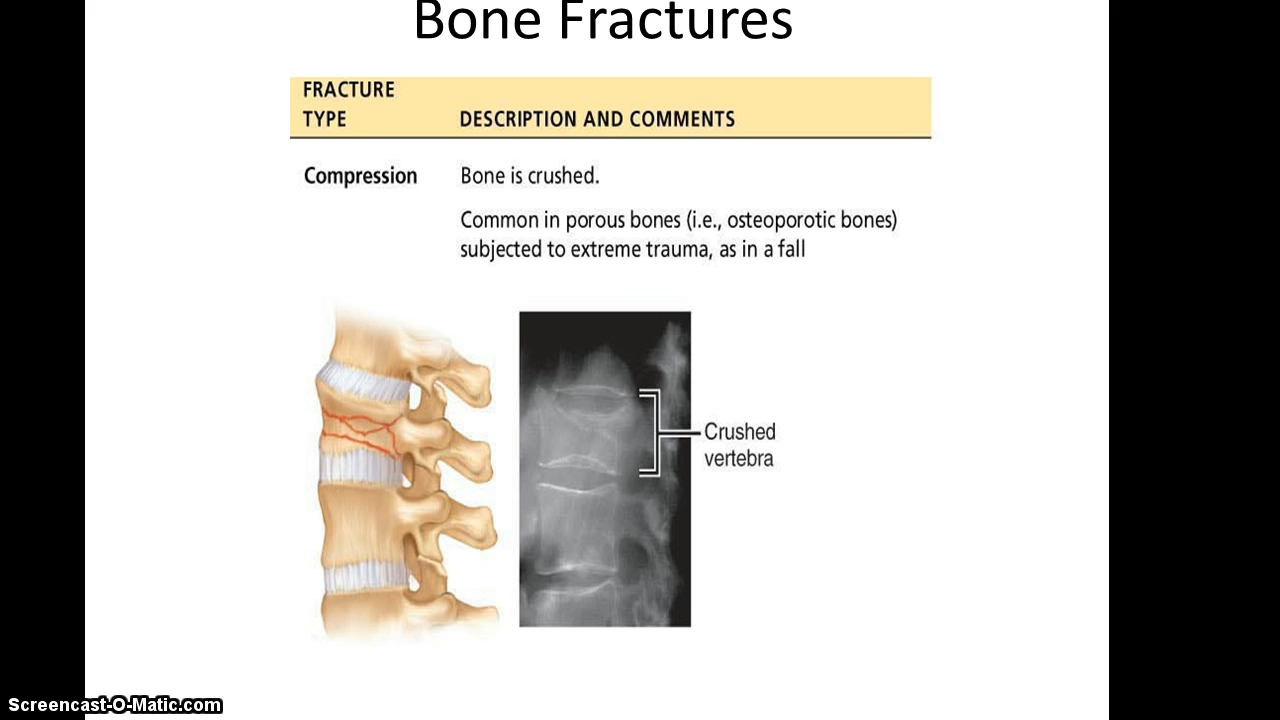 Bone Fractures
FRACTURE
TYPE
DESCRIPTION AND COMMENTS
Compression
Bone is crushed.
Common in porous bones (i.e., osteoporotic bones)
subjected to extreme trauma, as in a fall
Crushed
vertebra
Screencast-O-Matic.com